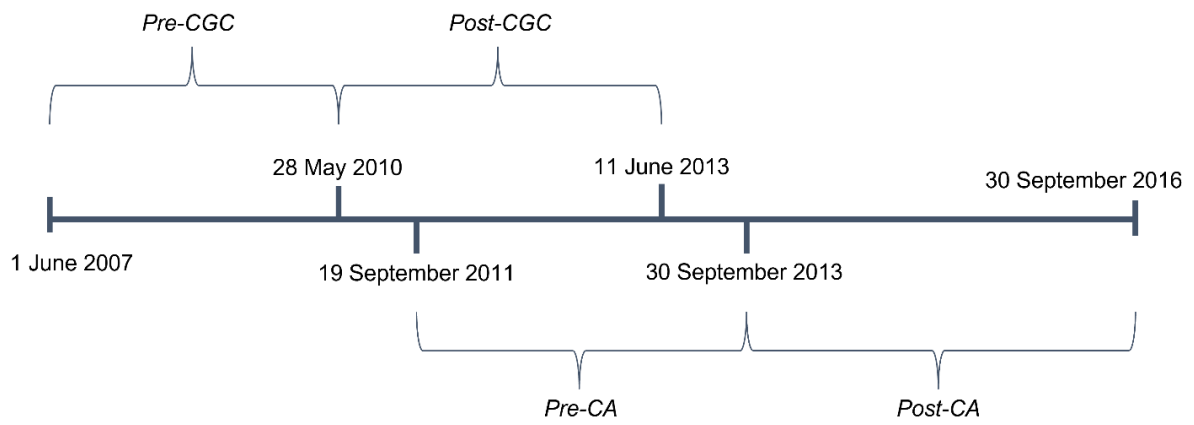 Pre-CGC
Post-CGC
28 May 2010
11 June 2013
30 September 2016
1 June 2007
19 September 2011
30 September 2013
Pre-CA
Post-CA